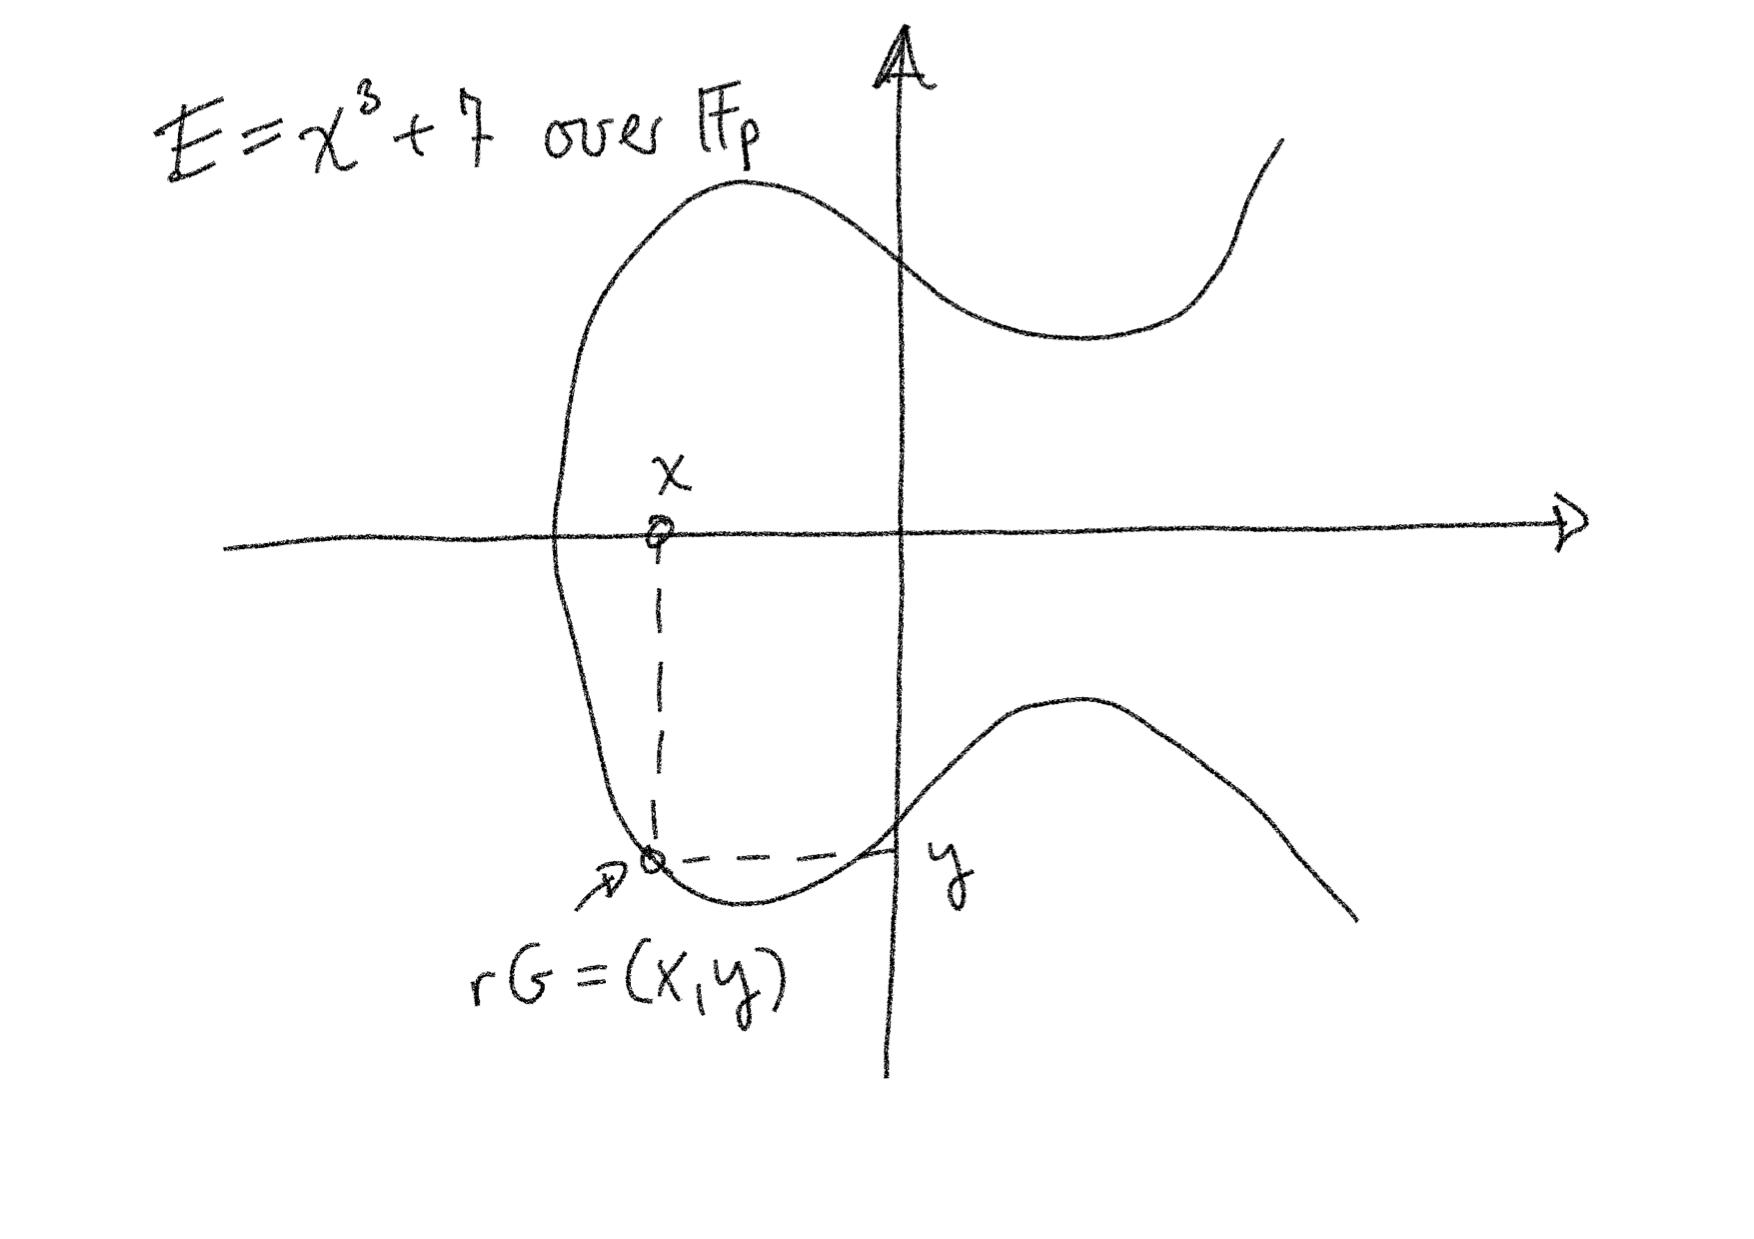 E = x³ + 7 over 𝔽p
x
y
rG = (x,y)